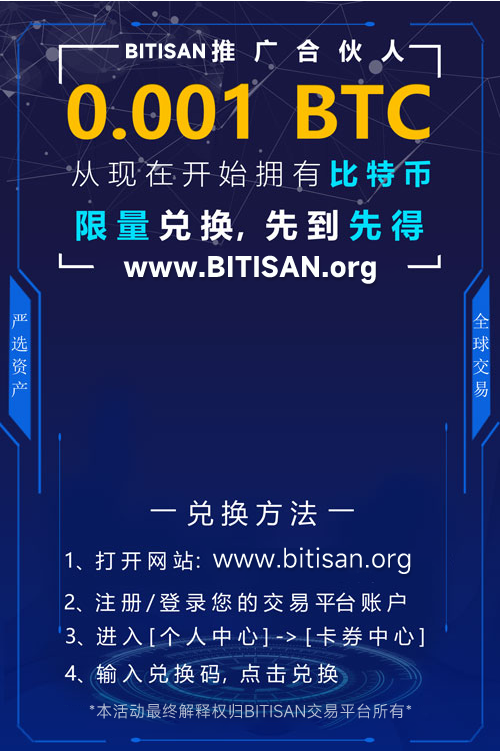 BITISAN推广合伙人
0.001 BTC
从现在开始拥有比特币
限量兑换, 先到先得
www.BITISAN.org
严选资产
全球交易
兑换方法
1、打开网站: www.bitisan.org
2、注册/登录您的交易平台账户
3、进入[个人中心]->[卡券中心]
4、输入兑换码, 点击兑换
*本活动最终解释权归BITISAN交易平台所有*